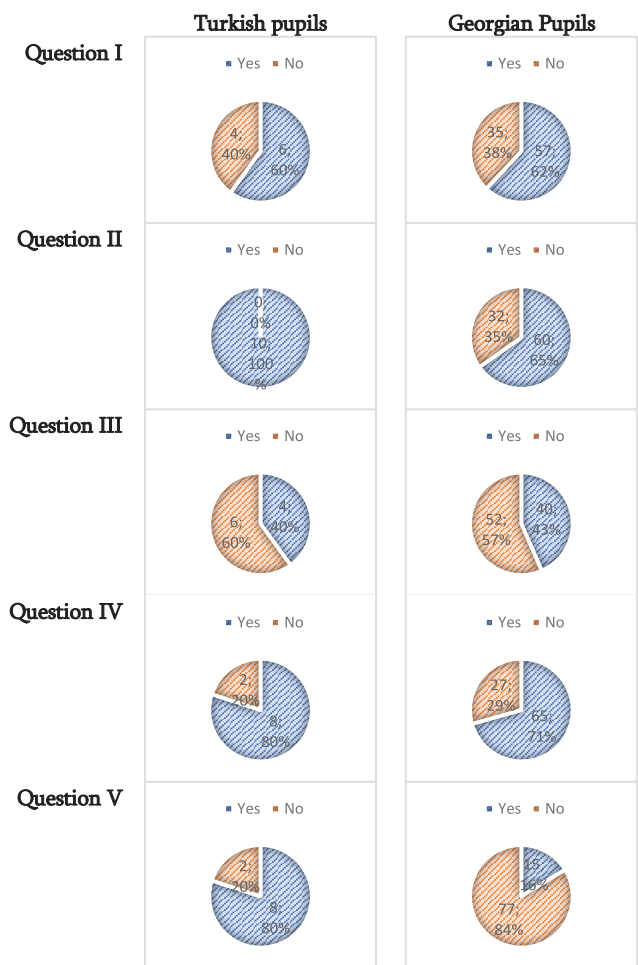 Turkish pupils
Georgian Pupils
Question I
Yes No
4;
40%
6;
60%
Yes No
35;
38%
57;
62%
Question II
Yes No
0;
0%
10;
100
%
Yes No
32;
35%
60;
65%
Question III
Yes No
4;
40%
6;
60%
Yes No
40;
43%
52;
57%
Question IV
Yes No
2;
20%
8;
80%
Yes No
27;
29%
65;
71%
Question V
Yes No
2;
20%
8;
80%
Yes No
15;
16%
77;
84%